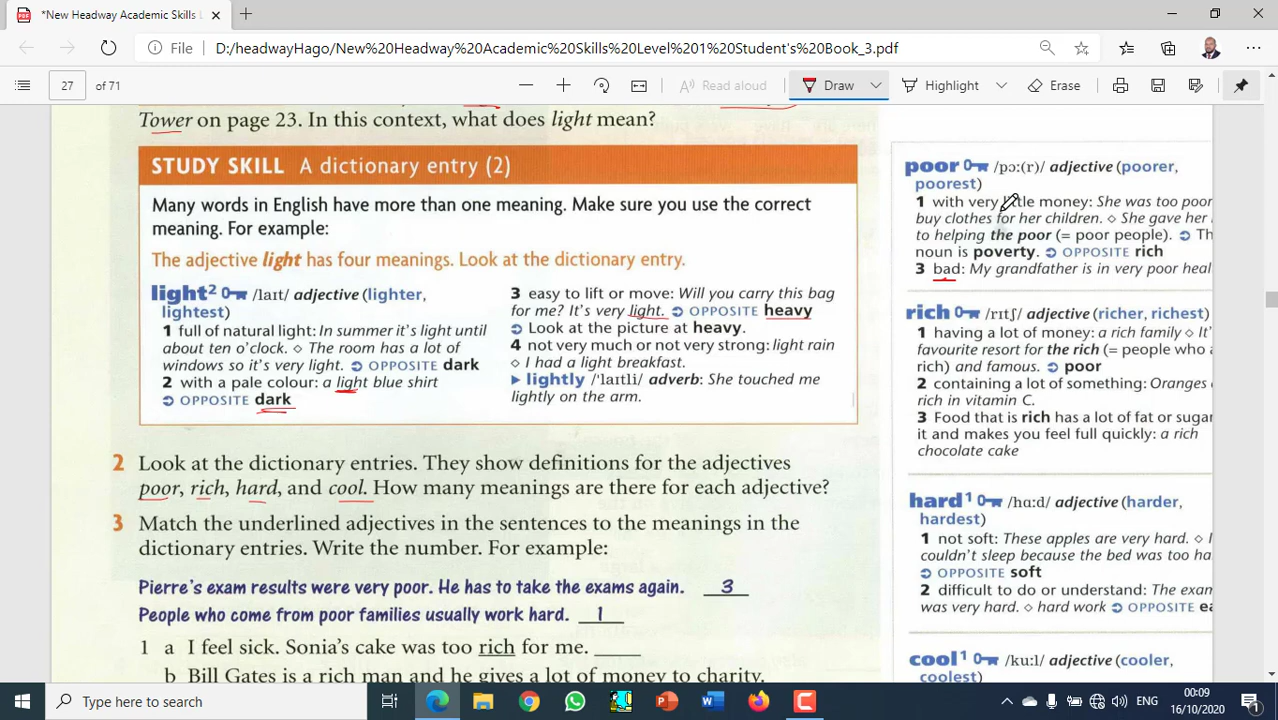 *New Headway Academic Skills L
File D:/headwayHago/New%20Headway%20Academic%20Skills%20Level%201%20Student's%20Book_3.pdf
27 of 71 Read aloud Draw Highlight Erase
Tower on page 23. In this context, what does light mean?
STUDY SKILL A dictionary entry (2)
Many words in English have more than one meaning. Make sure you use the correct
meaning. For example:
The adjective light has four meanings. Look at the dictionary entry.
light² /laɪt/ adjective (lighter,
lightest)
1 full of natural light: In summer it's light until
about ten o'clock. ◇ The room has a lot of
windows so it's very light. ➲ OPPOSITE dark
2 with a pale colour: a light blue shirt
➲ OPPOSITE dark
3 easy to lift or move: Will you carry this bag
for me? It's very light. ➲ OPPOSITE heavy
➲ Look at the picture at heavy.
4 not very much or not very strong: light rain
◇ I had a light breakfast.
▶ lightly /ˈlaɪtli/ adverb: She touched me
lightly on the arm.
2 Look at the dictionary entries. They show definitions for the adjectives
poor, rich, hard, and cool. How many meanings are there for each adjective?
3 Match the underlined adjectives in the sentences to the meanings in the
dictionary entries. Write the number. For example:
Pierre's exam results were very poor. He has to take the exams again. 3
People who come from poor families usually work hard. 1
1 a I feel sick. Sonia's cake was too rich for me.
b Bill Gates is a rich man and he gives a lot of money to charity.
poor /pɔː(r)/ adjective (poorer,
poorest)
1 with very money: She was too poor
buy clothes for her children. ◇ She gave her
to helping the poor (= poor people). ➲ Th
noun is poverty. ➲ OPPOSITE rich
3 bad: My grandfather is in very poor heal
rich /rɪtʃ/ adjective (richer, richest)
1 having a lot of money: a rich family ◇ It'
favourite resort for the rich (= people who a
rich) and famous. ➲ poor
2 containing a lot of something: Oranges
rich in vitamin C.
3 Food that is rich has a lot of fat or sugar
it and makes you feel full quickly: a rich
chocolate cake
hard¹ /hɑːd/ adjective (harder,
hardest)
1 not soft: These apples are very hard. ◇ I
couldn't sleep because the bed was too ha
➲ OPPOSITE soft
2 difficult to do or understand: The exam
was very hard. ◇ hard work ➲ OPPOSITE ea
cool¹ /kuːl/ adjective (cooler,
coolest)
Type here to search
ENG
00:09
16/10/2020